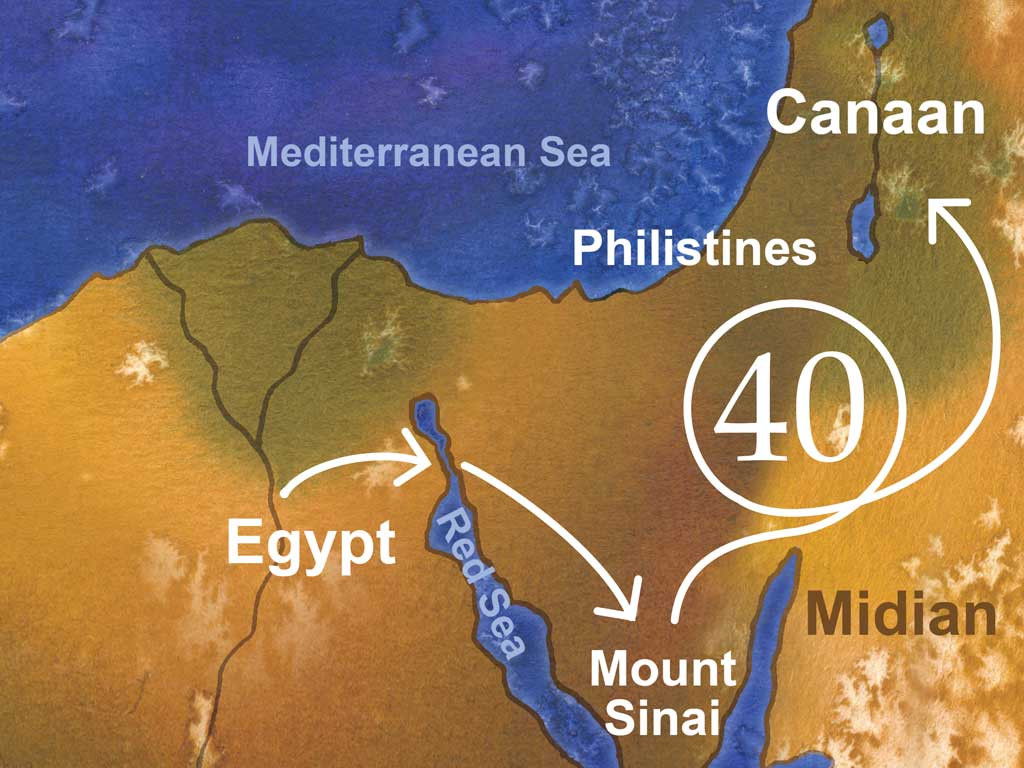 Canaan
Mediterranean Sea
Philistines
40
Egypt
Red Sea
Midian
Mount
Sinai